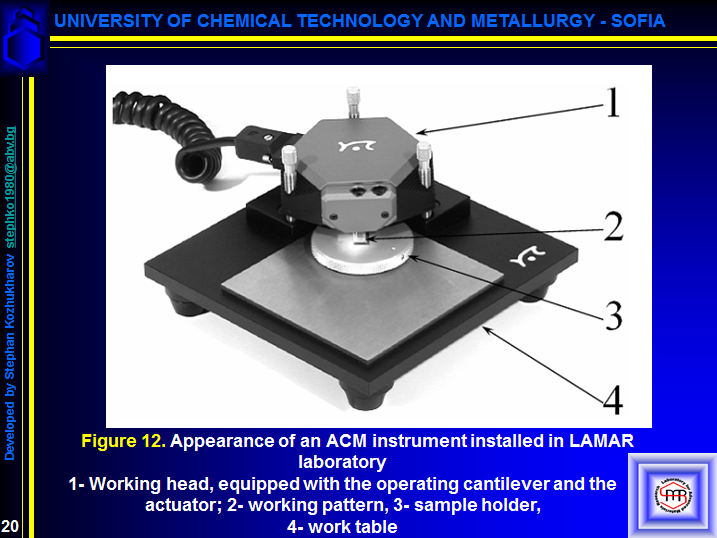 UNIVERSITY OF CHEMICAL TECHNOLOGY AND METALLURGY - SOFIA
Developed by Stephan Kozhukharov stephko1980@abv.bg
1
2
3
4
Figure 12. Appearance of an ACM instrument installed in LAMAR
laboratory
1- Working head, equipped with the operating cantilever and the
actuator; 2- working pattern, 3- sample holder,
4- work table
20